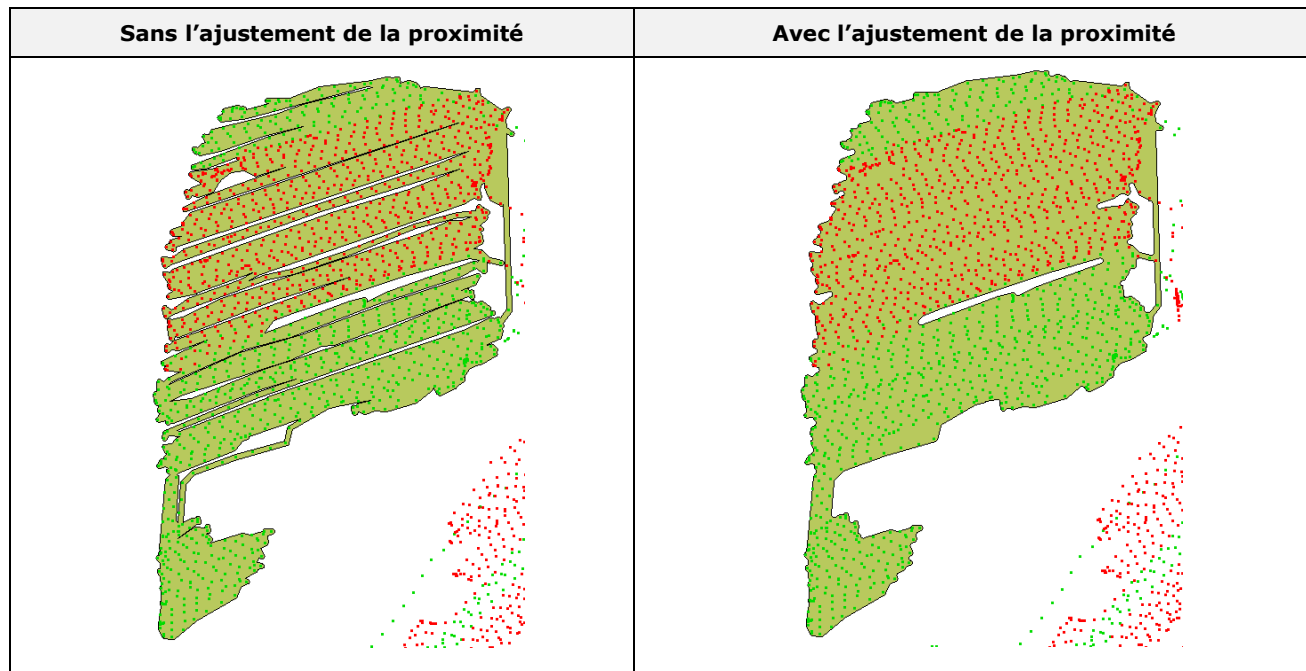 Sans l’ajustement de la proximité
Avec l’ajustement de la proximité